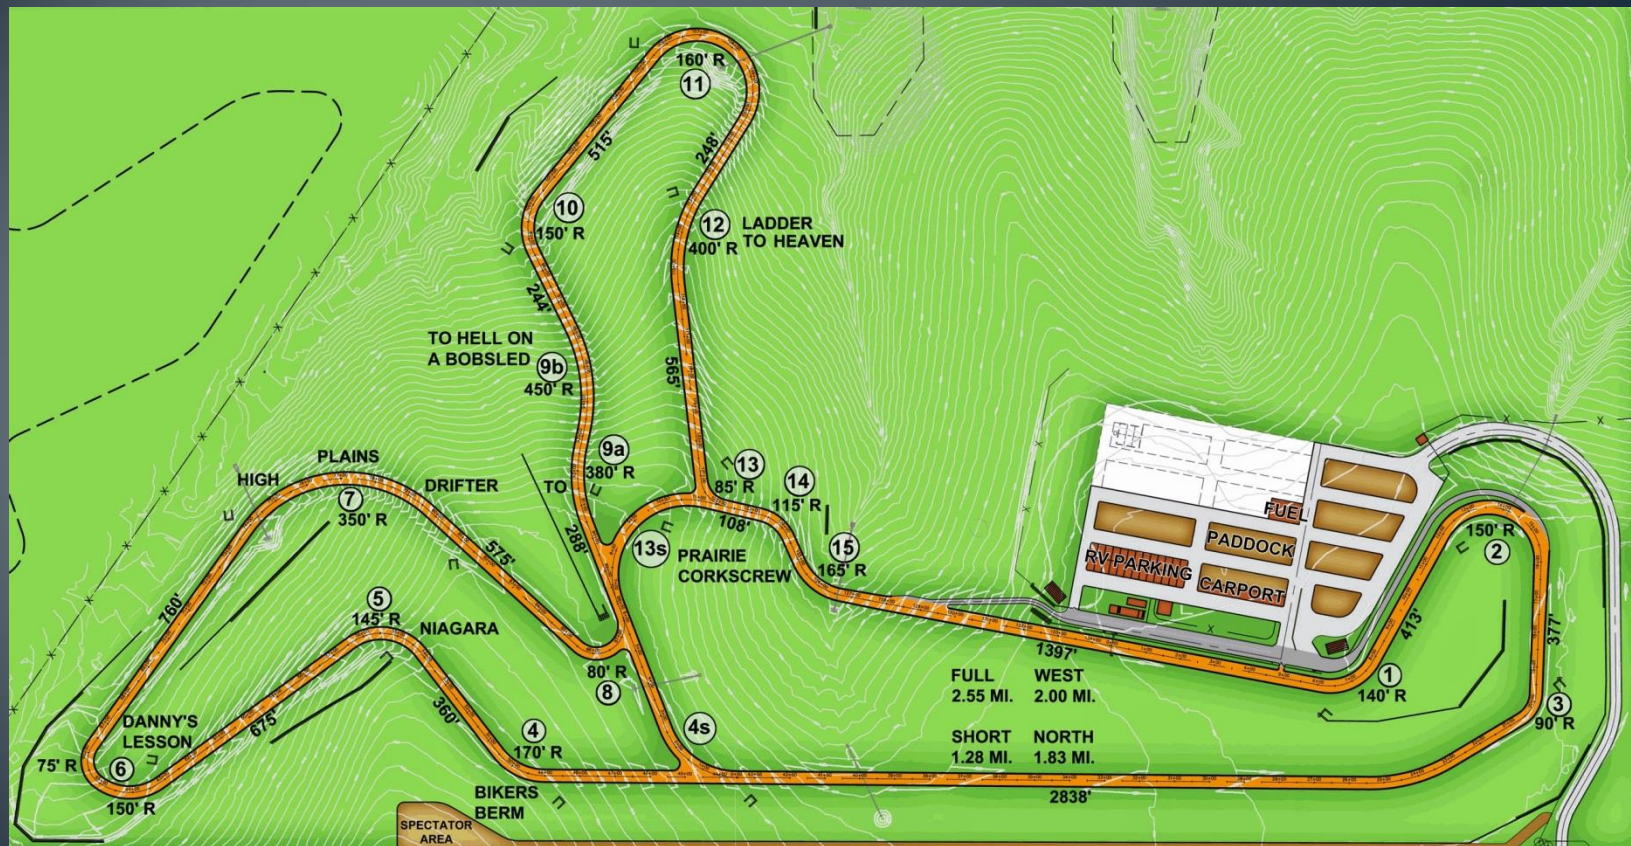 160' R
11
515'
248'
10
150' R
12
400' R
LADDER
TO HEAVEN
244'
TO HELL ON
A BOBSLED
9b
450' R
565'
9a
380' R
13
85' R
14
115' R
108'
15
165' R
HIGH
PLAINS
DRIFTER
7
350' R
TO
288'
13s
PRAIRIE
CORKSCREW
575'
760'
5
145' R
NIAGARA
80' R
8
360'
675'
DANNY'S
LESSON
75' R
6
150' R
4
170' R
BIKERS
BERM
4s
SPECTATOR
AREA
FUEL
PADDOCK
RV PARKING
CARPORT
150' R
2
413'
377'
1
140' R
3
90' R
1397'
FULL WEST
2.55 MI. 2.00 MI.
SHORT NORTH
1.28 MI. 1.83 MI.
2838'